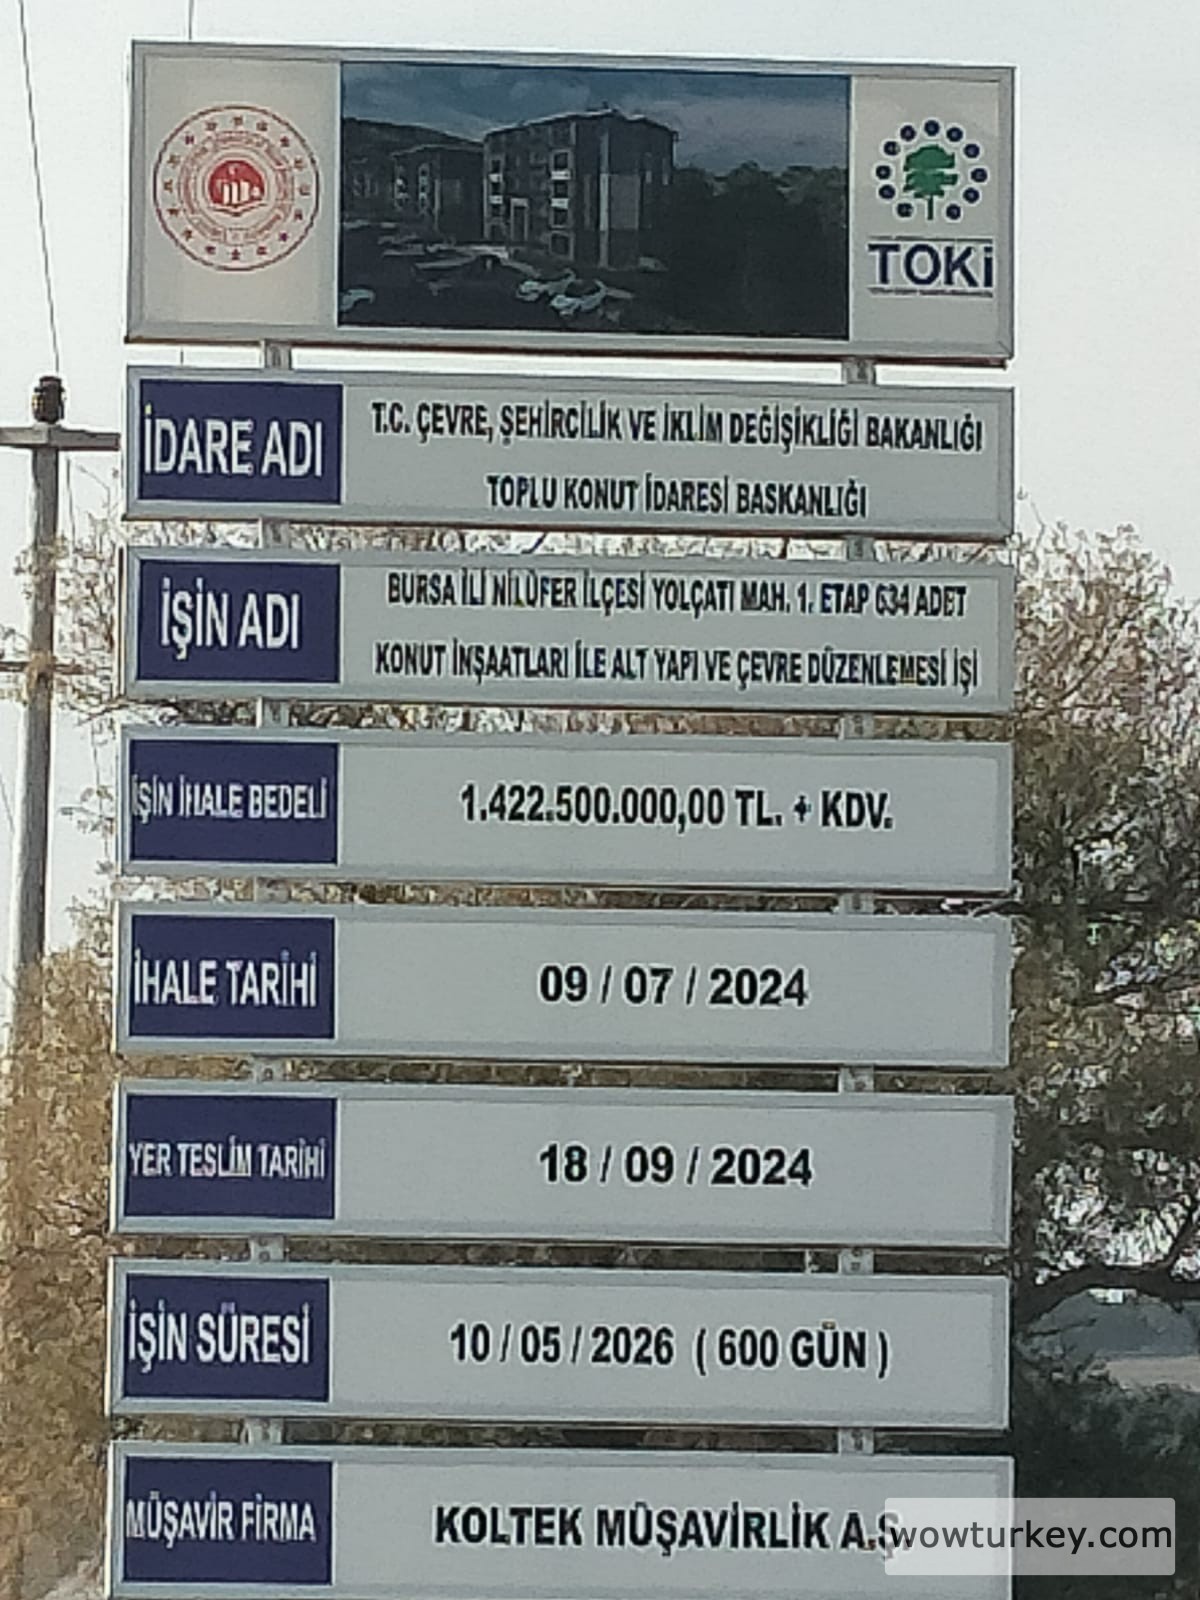 TOKİ
İDARE ADI
T.C. ÇEVRE, ŞEHİRCİLİK VE İKLİM DEĞİŞİKLİĞİ BAKANLIĞI
TOPLU KONUT İDARESİ BASKANLIĞI
İŞİN ADI
BURSA İLİ NİLÜFER İLÇESİ YOLÇATI MAH. 1. ETAP 634 ADET
KONUT İNŞAATLARI İLE ALT YAPI VE ÇEVRE DÜZENLEMESİ İŞİ
İŞİN İHALE BEDELİ
1.422.500.000,00 TL. + KDV.
İHALE TARİHİ
09 / 07 / 2024
YER TESLİM TARİHİ
18 / 09 / 2024
İŞİN SÜRESİ
10 / 05 / 2026 ( 600 GÜN )
MÜŞAVİR FİRMA
KOLTEK MÜŞAVİRLİK A.Ş.
wowturkey.com